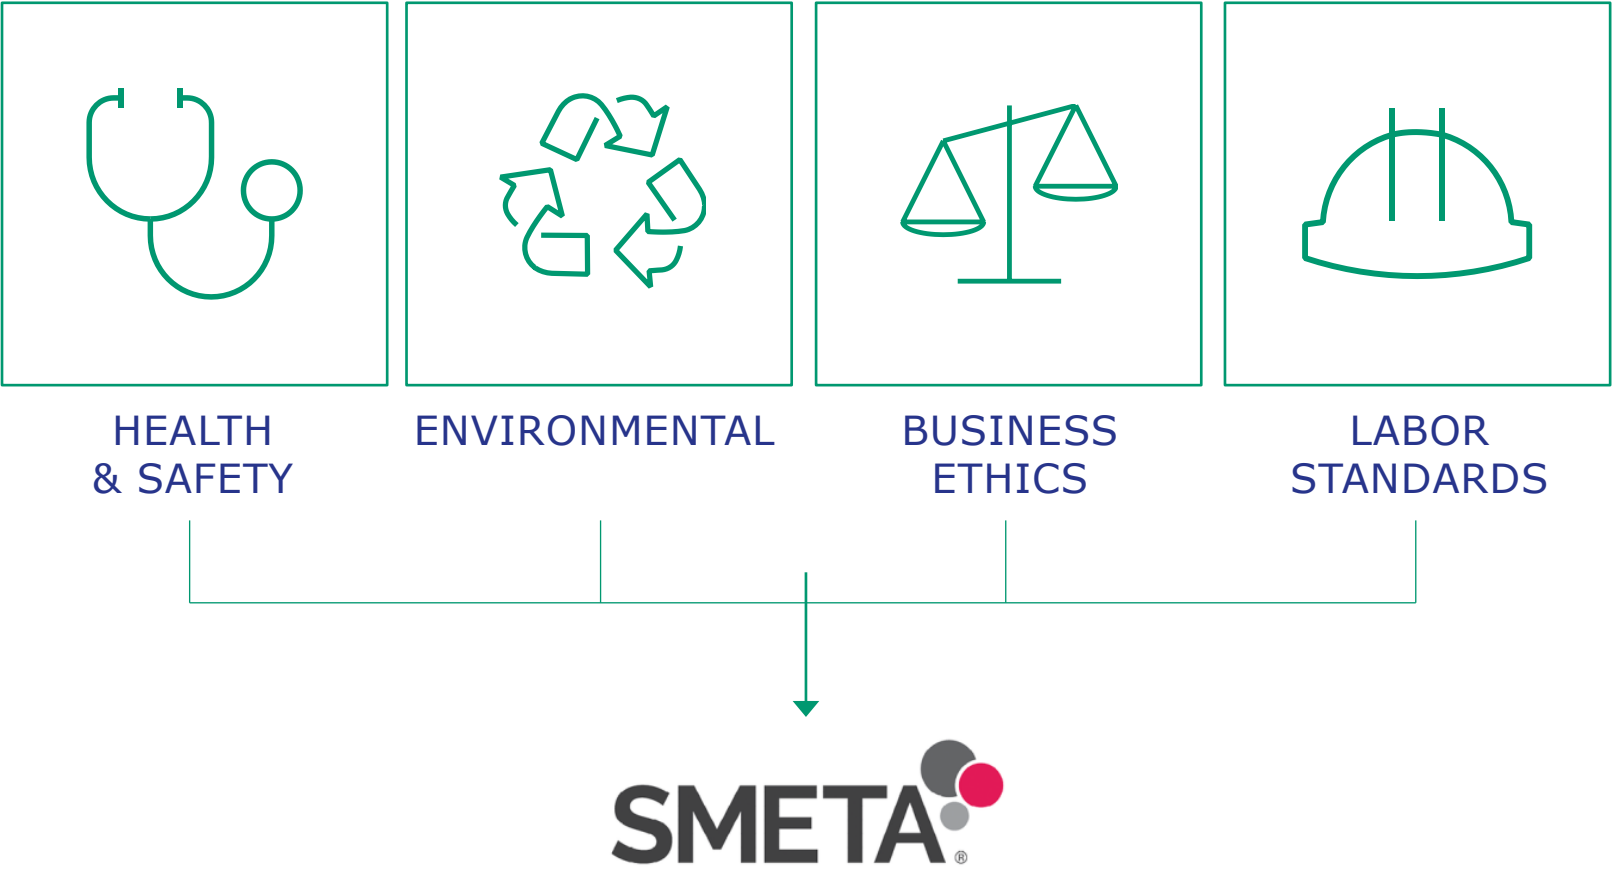 HEALTH
& SAFETY
ENVIRONMENTAL
BUSINESS
ETHICS
LABOR
STANDARDS
SMETA®